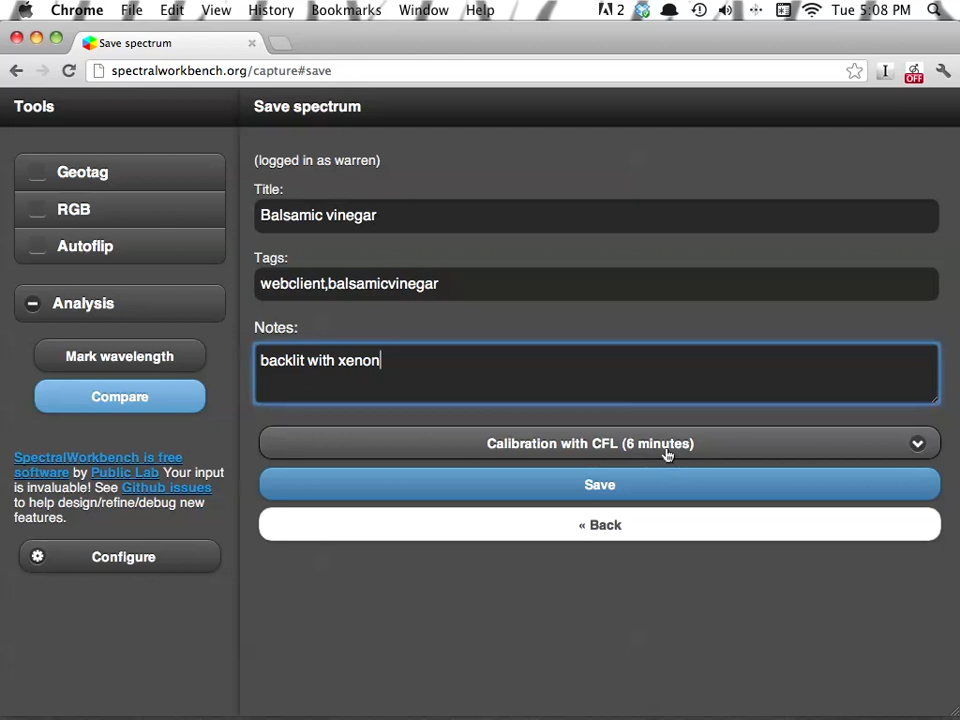 Chrome File Edit View History Bookmarks Window Help 2 Tue 5:08 PM
Save spectrum
spectralworkbench.org/capture#save
OFF
Tools
Save spectrum
(logged in as warren)
Title:
Geotag
RGB
Balsamic vinegar
Autoflip
Tags:
webclient,balsamicvinegar
Analysis
Notes:
Mark wavelength
backlit with xenon
Compare
Calibration with CFL (6 minutes)
SpectralWorkbench is free
software by Public Lab Your input
is invaluable! See Github issues
to help design/refine/debug new
features.
Save
« Back
Configure